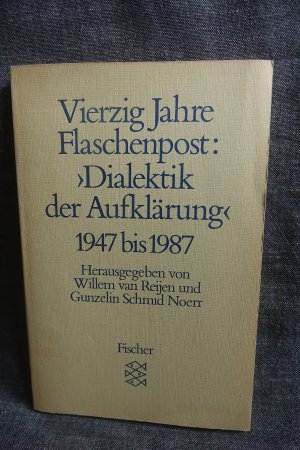 Vierzig Jahre
Flaschenpost:
›Dialektik
der Aufklärung‹
1947 bis 1987
Herausgegeben von
Willem van Reijen und
Gunzelin Schmid Noerr
Fischer